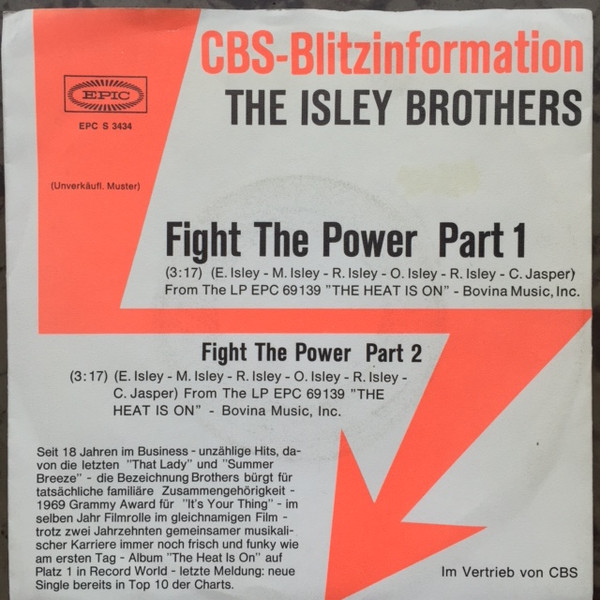 CBS-Blitzinformation
THE ISLEY BROTHERS
EPIC
EPC S 3434
(Unverkäufl. Muster)
Fight The Power Part 1
(3:17) (E. Isley - M. Isley - R. Isley - O. Isley - R. Isley - C. Jasper)
From The LP EPC 69139 "THE HEAT IS ON" - Bovina Music, Inc.
Fight The Power Part 2
(3:17) (E. Isley - M. Isley - R. Isley - O. Isley - R. Isley -
C. Jasper) From The LP EPC 69139 "THE
HEAT IS ON" - Bovina Music, Inc.
Seit 18 Jahren im Business - unzählige Hits, da-
von die letzten "That Lady" und "Summer
Breeze" - die Bezeichnung Brothers bürgt für
tatsächliche familiäre Zusammengehörigkeit -
1969 Grammy Award für "It's Your Thing" - im
selben Jahr Filmrolle im gleichnamigen Film -
trotz zwei Jahrzehnten gemeinsamer musikali-
scher Karriere immer noch frisch und funky wie
am ersten Tag - Album "The Heat Is On" auf
Platz 1 in Record World - letzte Meldung: neue
Single bereits in Top 10 der Charts.
Im Vertrieb von CBS